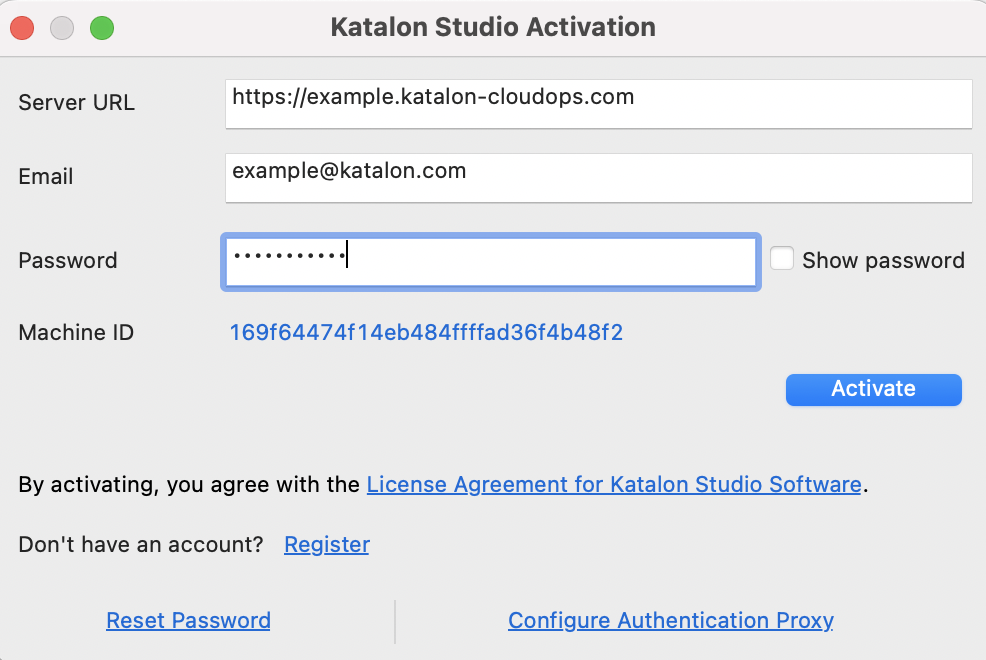 Katalon Studio Activation
Server URL https://example.katalon-cloudops.com
Email example@katalon.com
Password ••••••••••• Show password
Machine ID 169f64474f14eb484ffffad36f4b48f2
Activate
By activating, you agree with the License Agreement for Katalon Studio Software.
Don't have an account? Register
Reset Password Configure Authentication Proxy